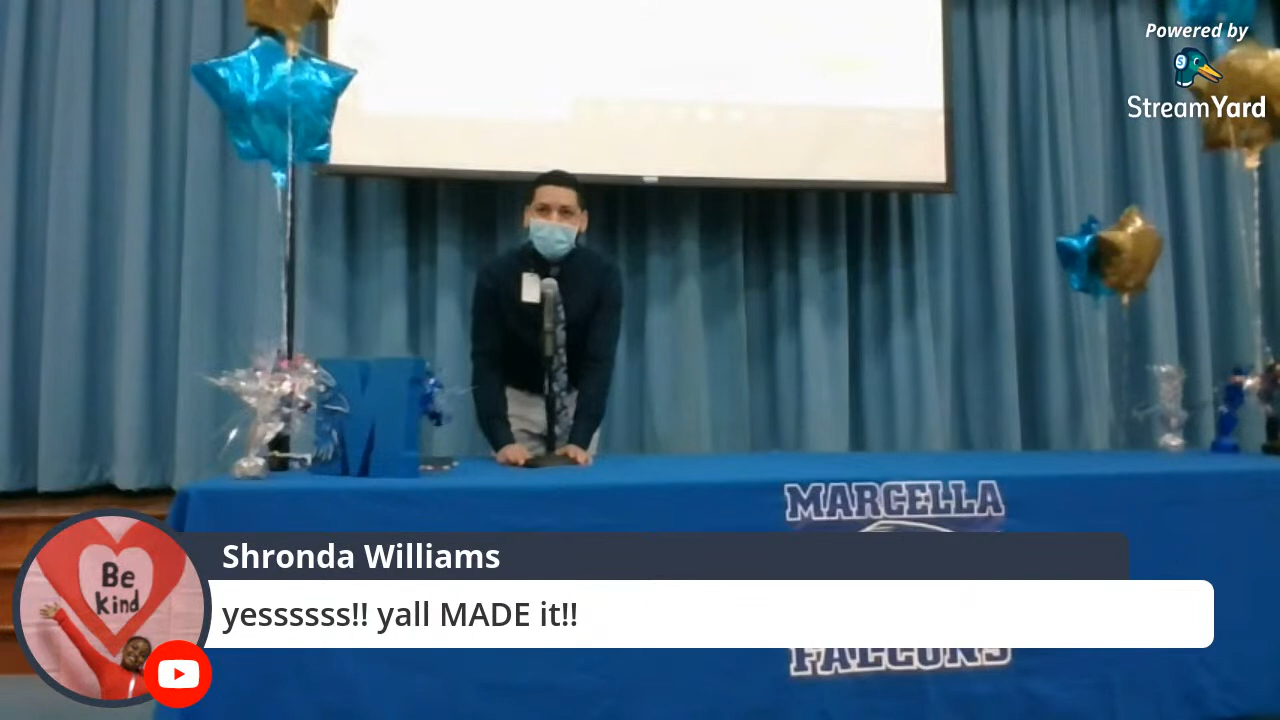 Powered by
StreamYard
M
MARCELLA
Be
kind
Shronda Williams
yessssss!! yall MADE it!!
FALCONS